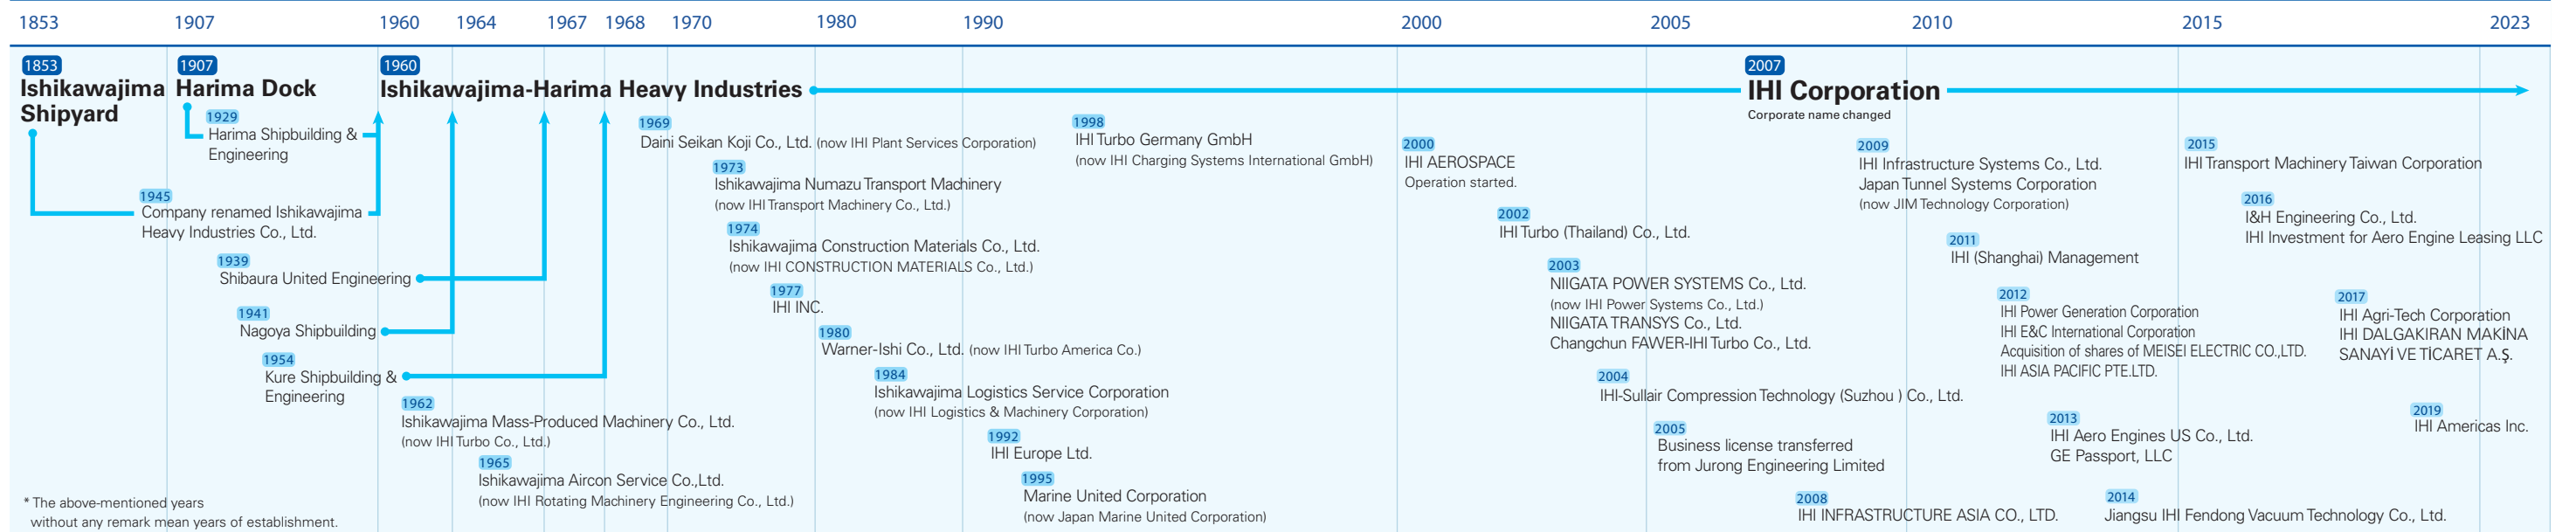 1853 1907 1960 1964 1967 1968 1970 1980 1990 2000 2005 2010 2015 2023
1853
Ishikawajima
Shipyard
1907
Harima Dock
1929
Harima Shipbuilding &
Engineering
1945
Company renamed Ishikawajima
Heavy Industries Co., Ltd.
1939
Shibaura United Engineering
1941
Nagoya Shipbuilding
1954
Kure Shipbuilding &
Engineering
1960
Ishikawajima-Harima Heavy Industries
1962
Ishikawajima Mass-Produced Machinery Co., Ltd.
(now IHI Turbo Co., Ltd.)
1965
Ishikawajima Aircon Service Co.,Ltd.
(now IHI Rotating Machinery Engineering Co., Ltd.)
1969
Daini Seikan Koji Co., Ltd. (now IHI Plant Services Corporation)
1973
Ishikawajima Numazu Transport Machinery
(now IHI Transport Machinery Co., Ltd.)
1974
Ishikawajima Construction Materials Co., Ltd.
(now IHI CONSTRUCTION MATERIALS Co., Ltd.)
1977
IHI INC.
1980
Warner-Ishi Co., Ltd. (now IHI Turbo America Co.)
1984
Ishikawajima Logistics Service Corporation
(now IHI Logistics & Machinery Corporation)
1992
IHI Europe Ltd.
1995
Marine United Corporation
(now Japan Marine United Corporation)
1998
IHI Turbo Germany GmbH
(now IHI Charging Systems International GmbH)
2000
IHI AEROSPACE
Operation started.
2002
IHI Turbo (Thailand) Co., Ltd.
2003
NIIGATA POWER SYSTEMS Co., Ltd.
(now IHI Power Systems Co., Ltd.)
NIIGATA TRANSYS Co., Ltd.
Changchun FAWER-IHI Turbo Co., Ltd.
2004
IHI-Sullair Compression Technology (Suzhou ) Co., Ltd.
2005
Business license transferred
from Jurong Engineering Limited
2007
IHI Corporation
Corporate name changed
2008
IHI INFRASTRUCTURE ASIA CO., LTD.
2009
IHI Infrastructure Systems Co., Ltd.
Japan Tunnel Systems Corporation
(now JIM Technology Corporation)
2011
IHI (Shanghai) Management
2012
IHI Power Generation Corporation
IHI E&C International Corporation
Acquisition of shares of MEISEI ELECTRIC CO.,LTD.
IHI ASIA PACIFIC PTE.LTD.
2013
IHI Aero Engines US Co., Ltd.
GE Passport, LLC
2014
Jiangsu IHI Fendong Vacuum Technology Co., Ltd.
2015
IHI Transport Machinery Taiwan Corporation
2016
I&H Engineering Co., Ltd.
IHI Investment for Aero Engine Leasing LLC
2017
IHI Agri-Tech Corporation
IHI DALGAKIRAN MAKİNA
SANAYİ VE TİCARET A.Ş.
2019
IHI Americas Inc.
* The above-mentioned years
without any remark mean years of establishment.